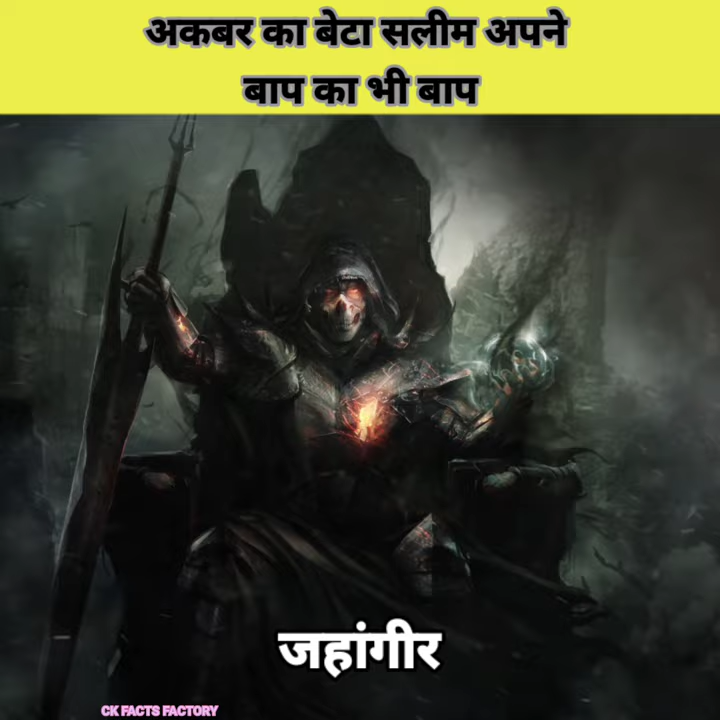 अकबर का बेटा सलीम अपने
बाप का भी बाप
जहांगीर
CK FACTS FACTORY